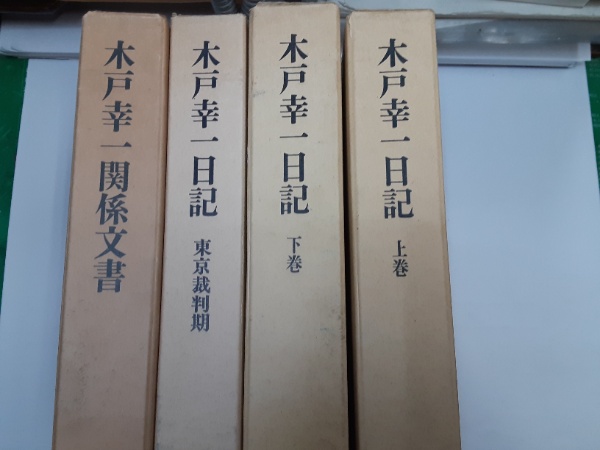 木戸幸一関係文書
木戸幸一日記
東京裁判期
木戸幸一日記
下巻
木戸幸一日記
上巻